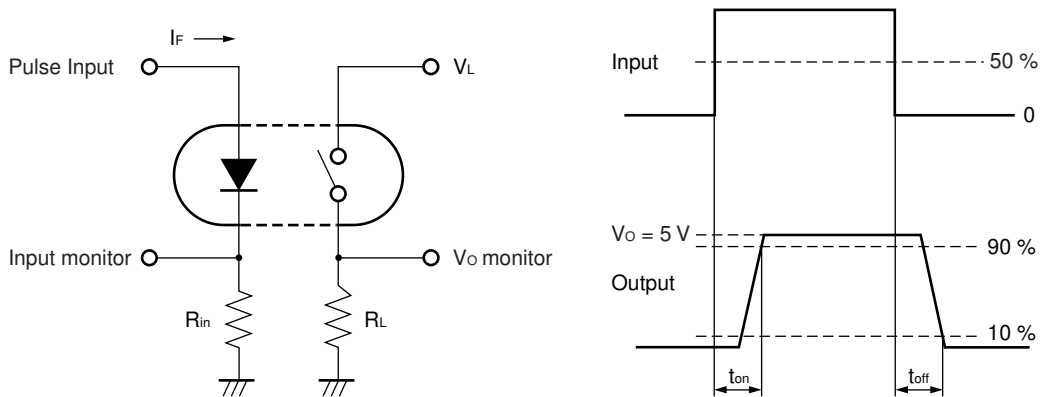 IF
Pulse Input
VL
Input monitor
VO monitor
Rin
RL
Input
50 %
0
VO = 5 V
90 %
Output
10 %
ton
toff